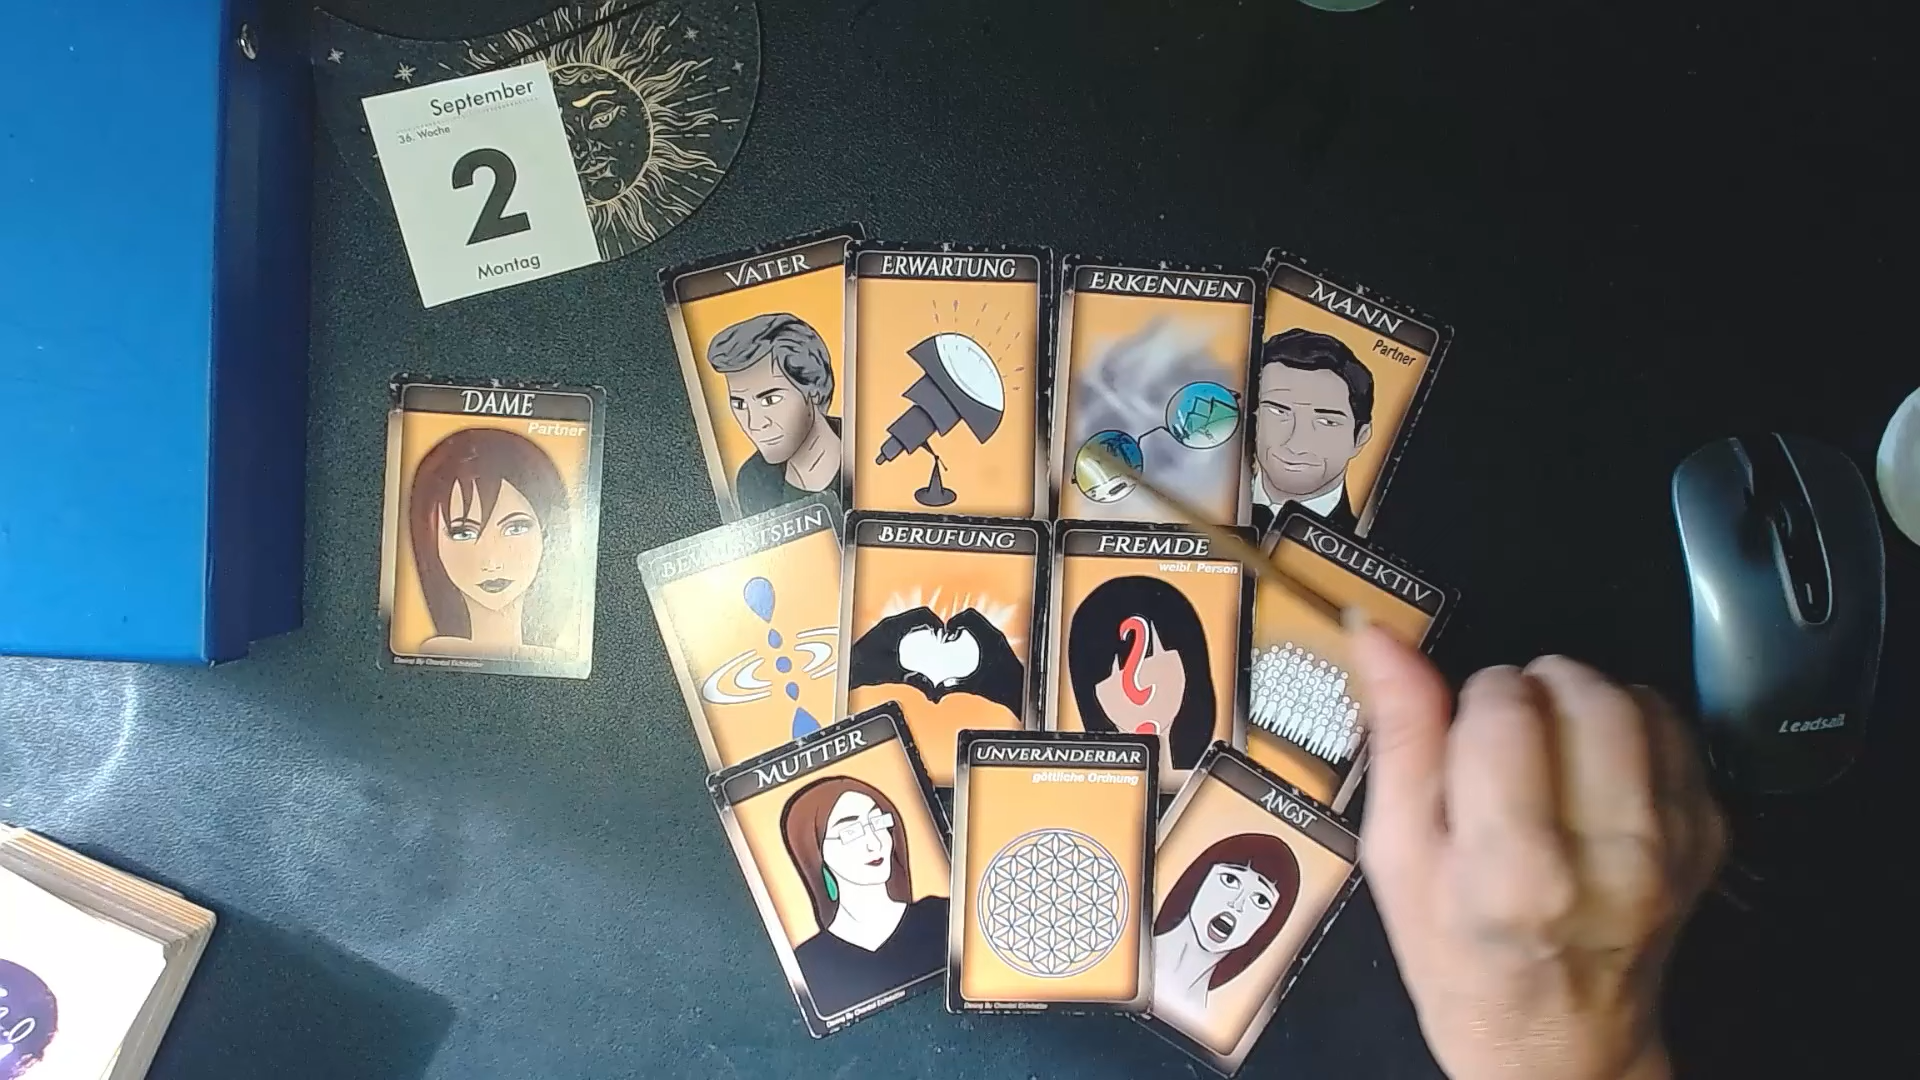 September
36. Woche
2
Montag
VATER
ERWARTUNG
ERKENNEN
MANN
Partner
DAME
Partner
BEWUSSTSEIN
BERUFUNG
FREMDE
weibl. Person
KOLLEKTIV
MUTTER
UNVERÄNDERBAR
göttliche Ordnung
ANGST
Leadsail